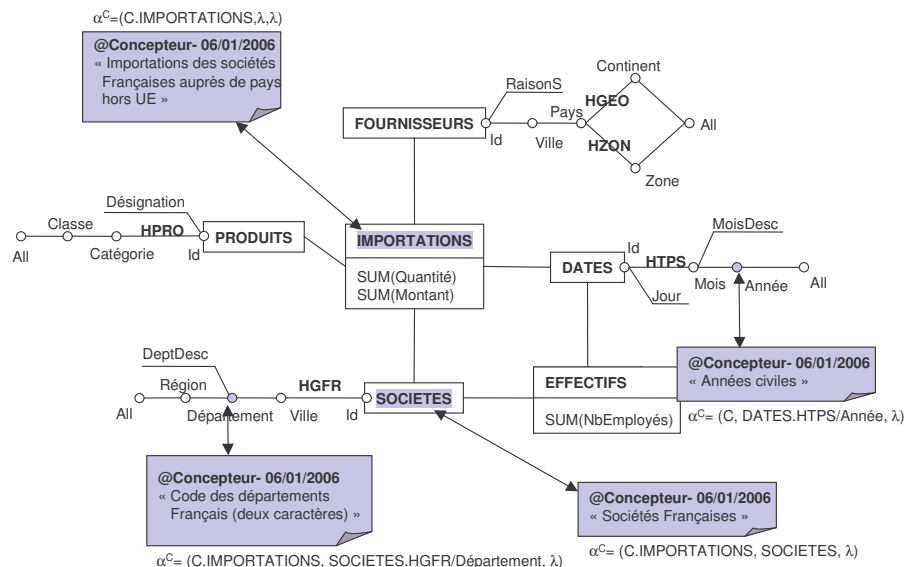 α^C=(C.IMPORTATIONS,λ,λ)
@Concepteur- 06/01/2006
« Importations des sociétés
Françaises auprès de pays
hors UE »
Continent
RaisonS
HGEO
Pays
FOURNISSEURS
Id
Ville
HZON
All
Zone
Désignation
Classe
HPRO
PRODUITS
All
Catégorie
Id
IMPORTATIONS
SUM(Quantité)
SUM(Montant)
MoisDesc
Id
DATES
HTPS
Mois
Année
All
Jour
DeptDesc
Région
HGFR
All
Département
Ville
Id
SOCIETES
EFFECTIFS
SUM(NbEmployés)
@Concepteur- 06/01/2006
« Années civiles »
α^C= (C, DATES.HTPS/Année, λ)
@Concepteur- 06/01/2006
« Code des départements
Français (deux caractères) »
α^C= (C.IMPORTATIONS, SOCIETES.HGFR/Département, λ)
@Concepteur- 06/01/2006
« Sociétés Françaises »
α^C= (C.IMPORTATIONS, SOCIETES, λ)